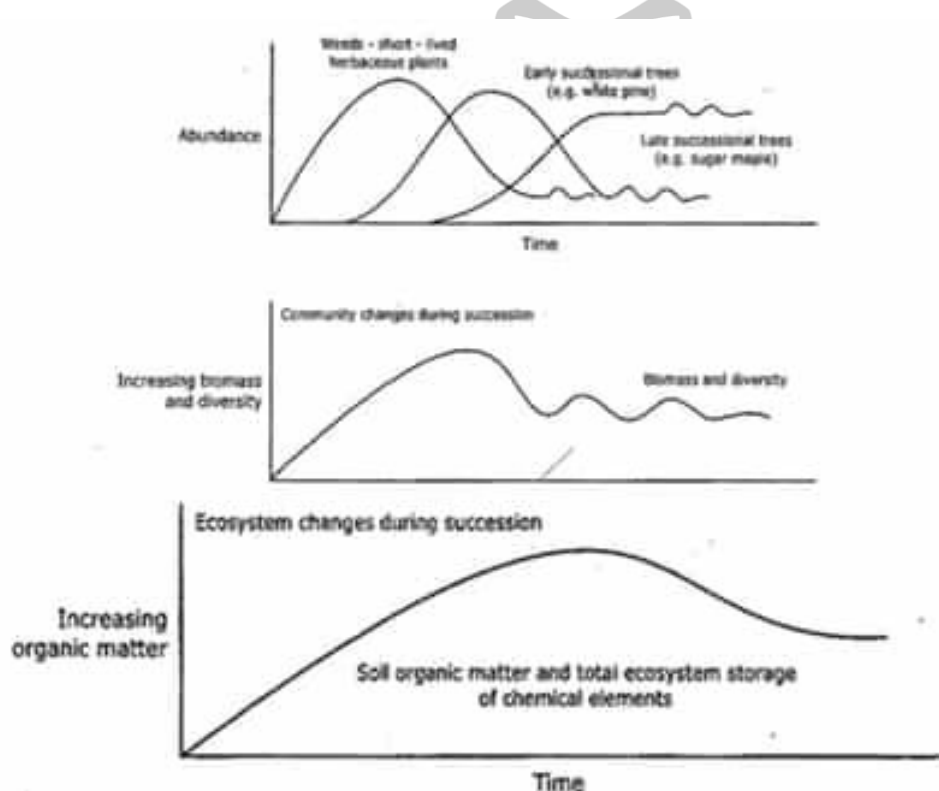 Weeds - short - lived
herbaceous plants
Early successional trees
(e.g. white pine)
Abundance
Late successional trees
(e.g. sugar maple)
Time
Community changes during succession
Increasing biomass
and diversity
Biomass and diversity
Ecosystem changes during succession
Increasing
organic matter
Soil organic matter and total ecosystem storage
of chemical elements
Time